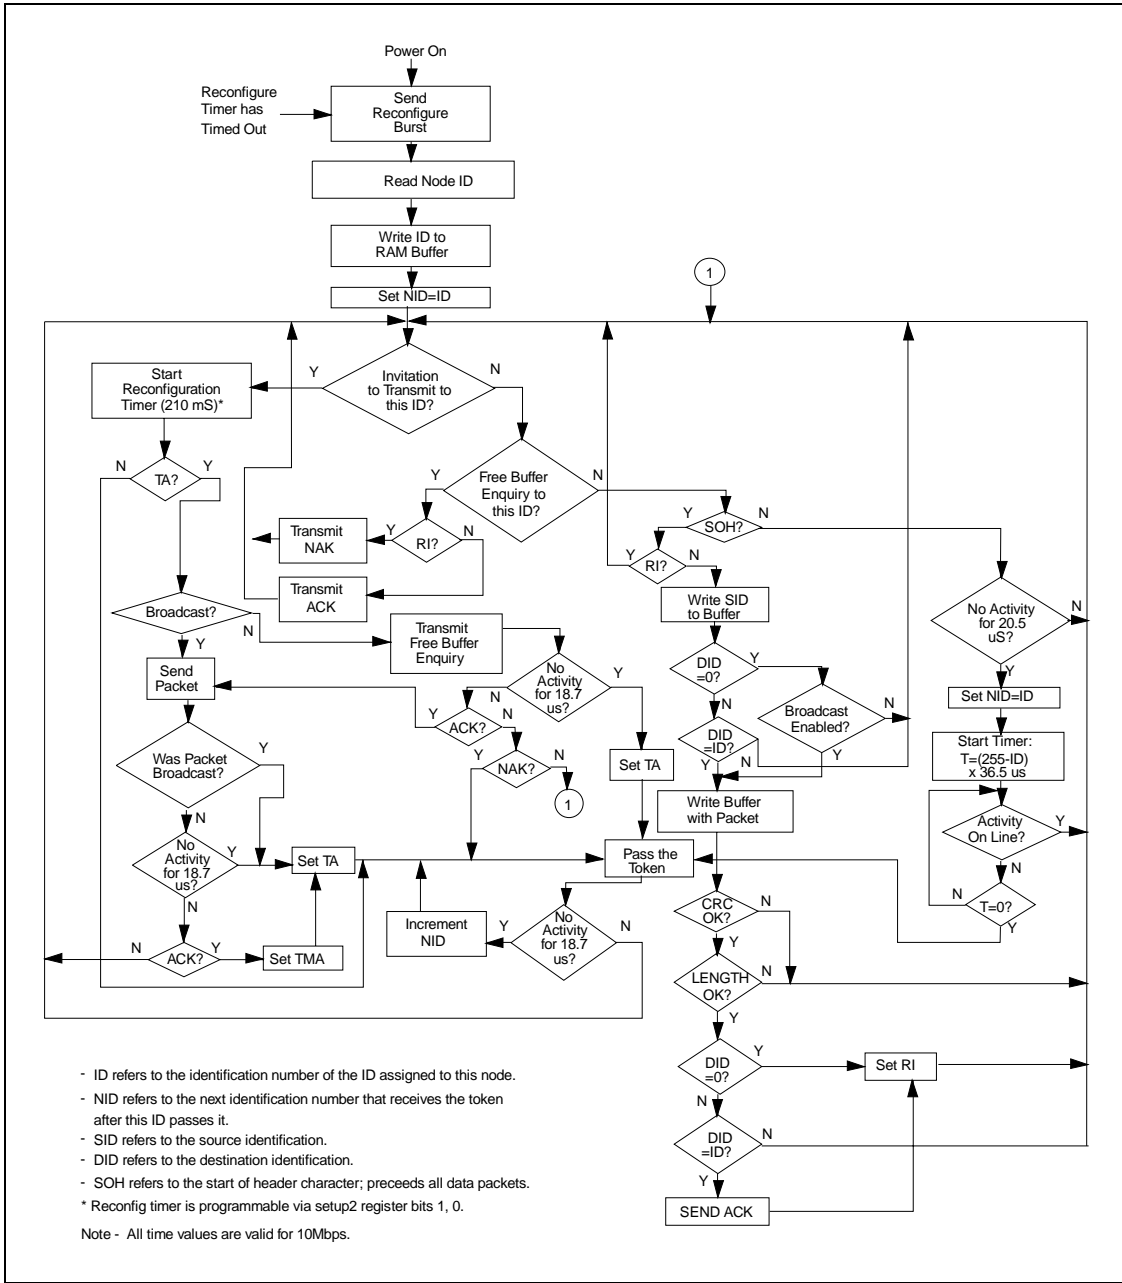 Power On
Reconfigure
Timer has
Timed Out
Send
Reconfigure
Burst
Read Node ID
Write ID to
RAM Buffer
Set NID=ID
1
Start
Reconfiguration
Timer (210 mS)*
Y
Invitation
to Transmit to
this ID?
N
N
TA?
Y
Y
Free Buffer
Enquiry to
this ID?
N
Transmit
NAK
Y
RI?
N
Y
SOH?
N
Y
RI?
N
Transmit
ACK
Write SID
to Buffer
Broadcast?
N
Y
Transmit
Free Buffer
Enquiry
No Activity
for 20.5
uS?
N
Y
Send
Packet
No
Activity
for 18.7
us?
N
Y
DID
=0?
Y
N
Set NID=ID
Y
ACK?
N
Broadcast
Enabled?
N
Y
DID
=ID?
Y
N
Start Timer:
T=(255-ID)
x 36.5 us
Was Packet
Broadcast?
Y
N
Y
NAK?
N
1
Set TA
Write Buffer
with Packet
Activity
On Line?
Y
N
No
Activity
for 18.7
us?
Y
N
Set TA
Pass the
Token
N
T=0?
Y
CRC
OK?
N
Y
Increment
NID
Y
No
Activity
for 18.7
us?
N
N
ACK?
Y
Set TMA
LENGTH
OK?
N
Y
DID
=0?
Y
N
Set RI
DID
=ID?
N
Y
SEND ACK
- ID refers to the identification number of the ID assigned to this node.
- NID refers to the next identification number that receives the token
after this ID passes it.
- SID refers to the source identification.
- DID refers to the destination identification.
- SOH refers to the start of header character; preceeds all data packets.
* Reconfig timer is programmable via setup2 register bits 1, 0.
Note - All time values are valid for 10Mbps.